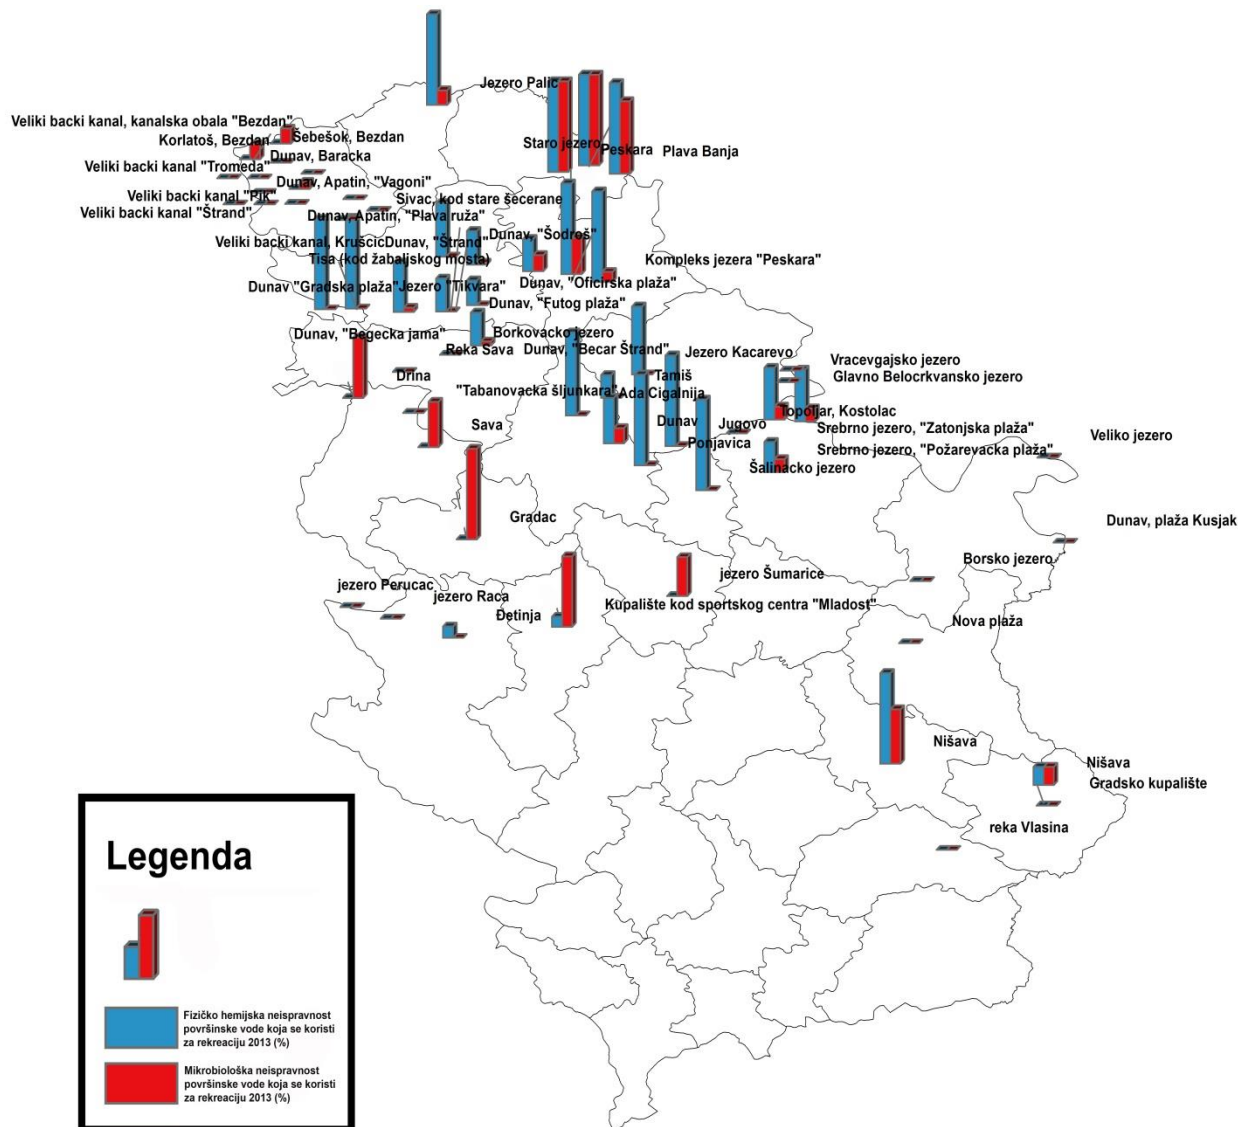 Jezero Palic
Veliki backi kanal, kanalska obala "Bezdan"
Šebešok, Bezdan
Korlatoš, Bezdan
Staro jezero
Peskara
Plava Banja
Dunav, Baracka
Veliki backi kanal "Tromeđa"
Dunav, Apatin, "Vagoni"
Veliki backi kanal "Pik"
Sivac, kod stare šećerane
Veliki backi kanal "Štrand"
Dunav, Apatin, "Plava ruža"
Dunav, "Šodroš"
Veliki backi kanal, Krušcic
Dunav, "Štrand"
Tisa (kod žabaljskog mosta)
Kompleks jezera "Peskara"
Dunav "Gradska plaža"
Jezero "Tikvara"
Dunav, "Oficirska plaža"
Dunav, "Futog plaža"
Dunav, "Begecka jama"
Borkovacko jezero
Reka Sava
Dunav, "Becar Štrand"
Jezero Kacarevo
Vracevgajsko jezero
Drina
Tamiš
Glavno Belocrkvansko jezero
"Tabanovacka šljunkara"
Ada Ciganlija
Topoljar, Kostolac
Sava
Dunav
Jugovo
Srebrno jezero, "Zatonjska plaža"
Veliko jezero
Ponjavica
Srebrno jezero, "Požarevacka plaža"
Šalinacko jezero
Gradac
Dunav, plaža Kusjak
Borsko jezero
jezero Perucac
jezero Šumarice
jezero Raca
Kupalište kod sportskog centra "Mladost"
Đetinja
Nova plaža
Nišava
Nišava
Gradsko kupalište
reka Vlasina
Legenda
Fizičko hemijska neispravnost
površinske vode koja se koristi
za rekreaciju 2013 (%)
Mikrobiološka neispravnost
površinske vode koja se koristi
za rekreaciju 2013 (%)